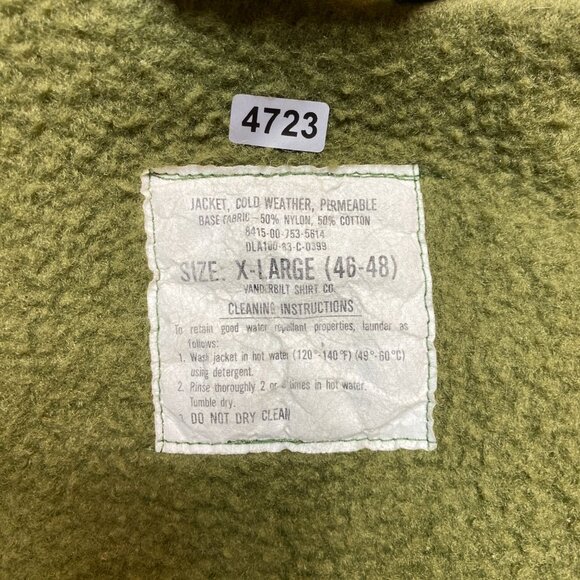 4723
JACKET, COLD WEATHER, PERMEABLE
BASE FABRIC-50% NYLON, 50% COTTON
8415-00-753-5614
DLA100-83-C-0399
SIZE: X-LARGE (46-48)
VANDERBILT SHIRT CO.
CLEANING INSTRUCTIONS
To retain good water repellant properties, launder as
follows:
1. Wash jacket in hot water (120°-140°F) (49°-60°C)
using detergent.
2. Rinse thoroughly 2 or times in hot water.
Tumble dry.
3 DO NOT DRY CLEAN